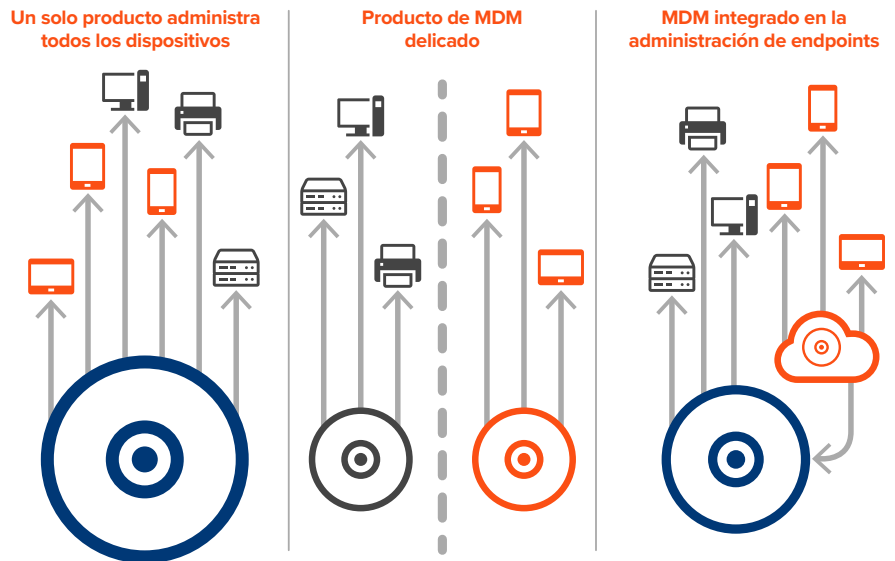 Un solo producto administra
todos los dispositivos
Producto de MDM
delicado
MDM integrado en la
administración de endpoints